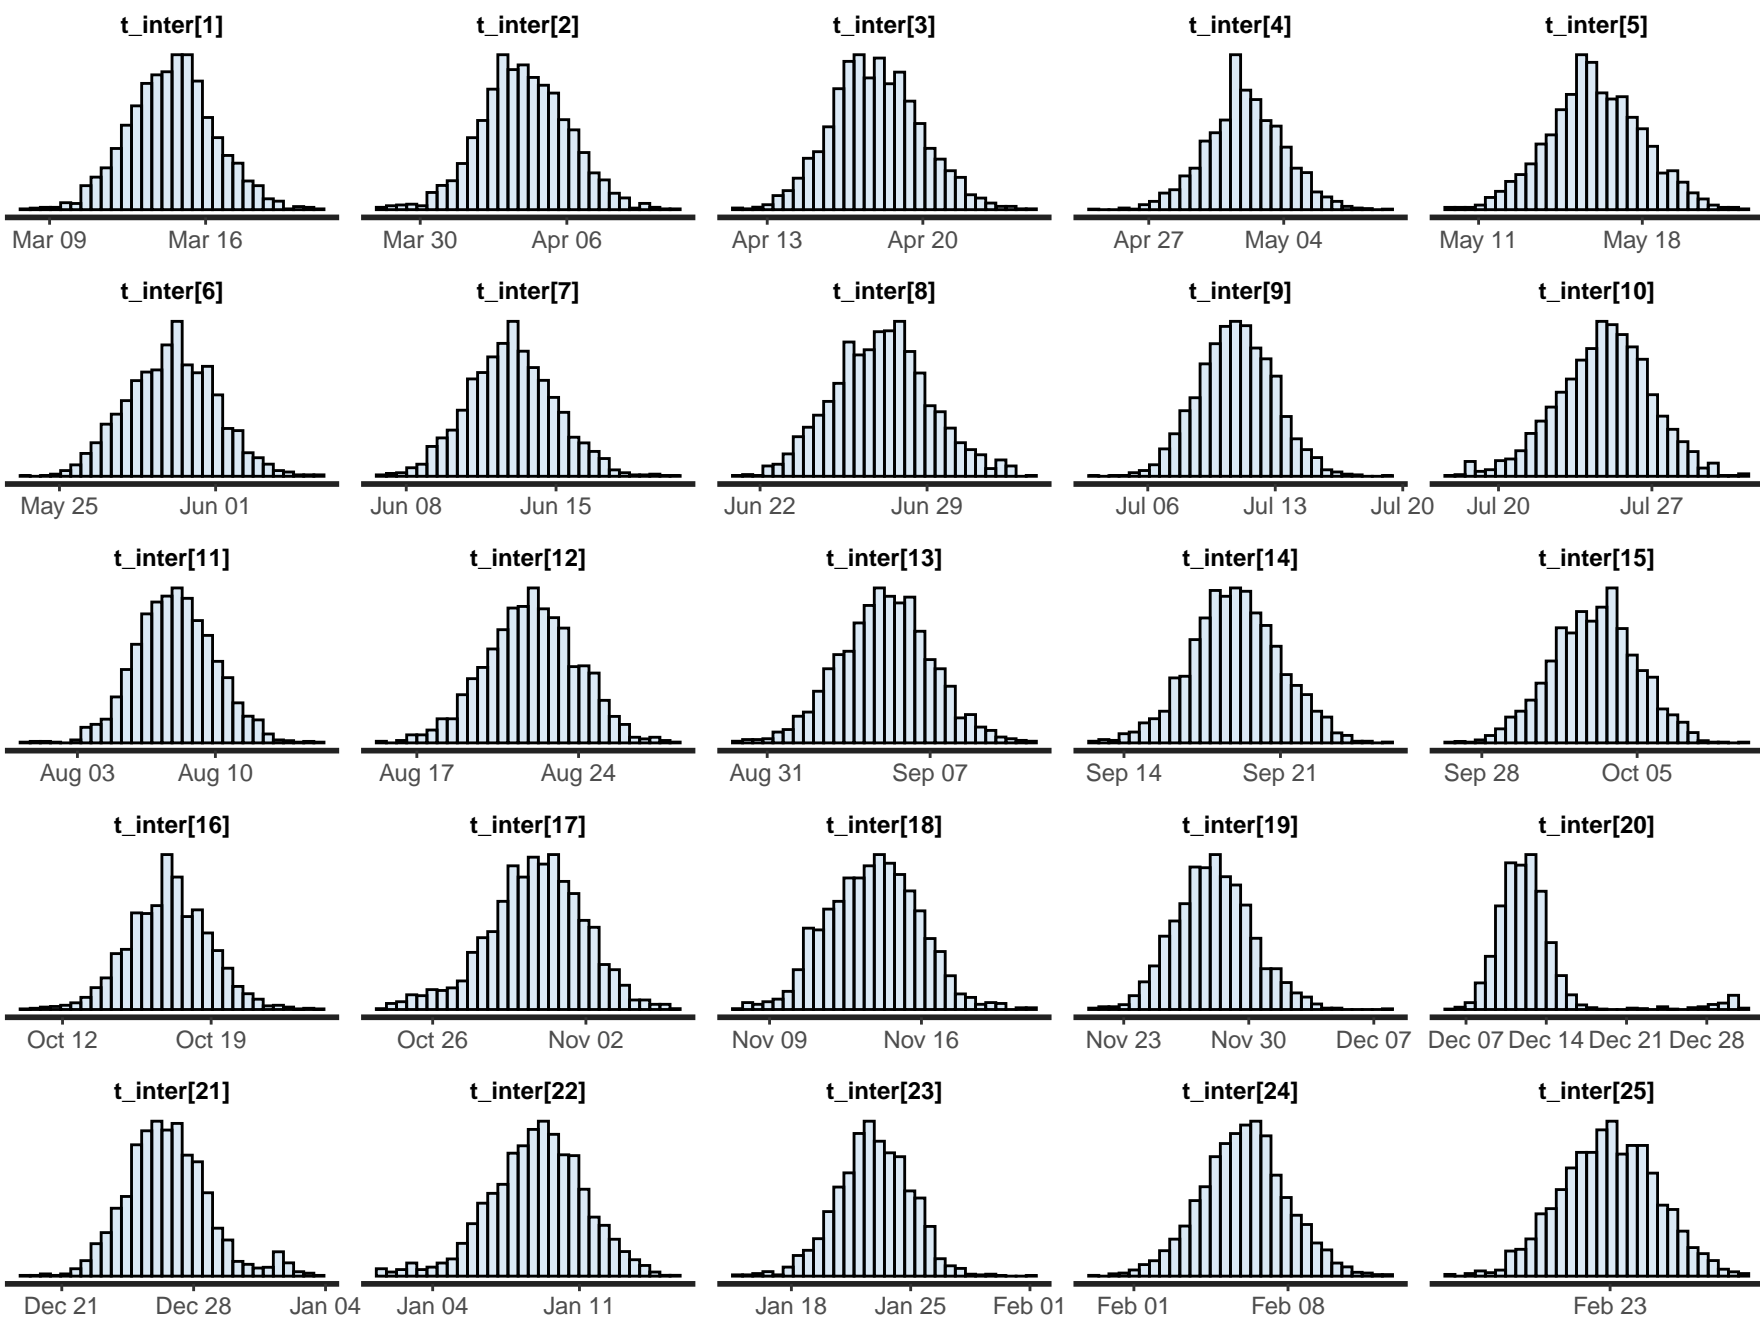 t_inter[1] t_inter[2] t_inter[3] t_inter[4] t_inter[5]
Mar 09 Mar 16 Mar 30 Apr 06 Apr 13 Apr 20 Apr 27 May 04 May 11 May 18
t_inter[6] t_inter[7] t_inter[8] t_inter[9] t_inter[10]
May 25 Jun 01 Jun 08 Jun 15 Jun 22 Jun 29 Jul 06 Jul 13 Jul 20 Jul 20 Jul 27
t_inter[11] t_inter[12] t_inter[13] t_inter[14] t_inter[15]
Aug 03 Aug 10 Aug 17 Aug 24 Aug 31 Sep 07 Sep 14 Sep 21 Sep 28 Oct 05
t_inter[16] t_inter[17] t_inter[18] t_inter[19] t_inter[20]
Oct 12 Oct 19 Oct 26 Nov 02 Nov 09 Nov 16 Nov 23 Nov 30 Dec 07 Dec 07 Dec 14 Dec 21 Dec 28
t_inter[21] t_inter[22] t_inter[23] t_inter[24] t_inter[25]
Dec 21 Dec 28 Jan 04 Jan 04 Jan 11 Jan 18 Jan 25 Feb 01 Feb 01 Feb 08 Feb 23